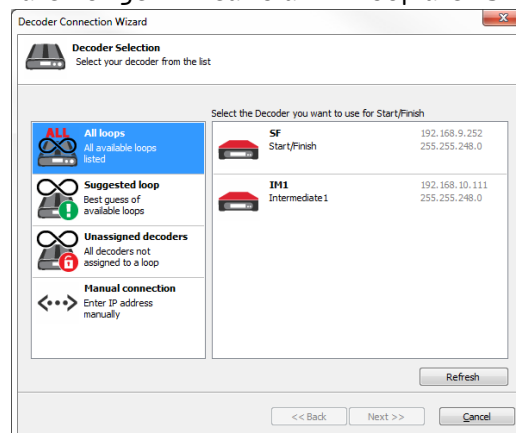 Decoder Connection Wizard
Decoder Selection
Select your decoder from the list
Select the Decoder you want to use for Start/Finish
ALL
All loops
All available loops
listed
Suggested loop
Best guess of
available loops
Unassigned decoders
All decoders not
assigned to a loop
Manual connection
Enter IP address
manually
SF
Start/Finish
192.168.9.252
255.255.248.0
IM1
Intermediate1
192.168.10.111
255.255.248.0
Refresh
<< Back
Next >>
Cancel